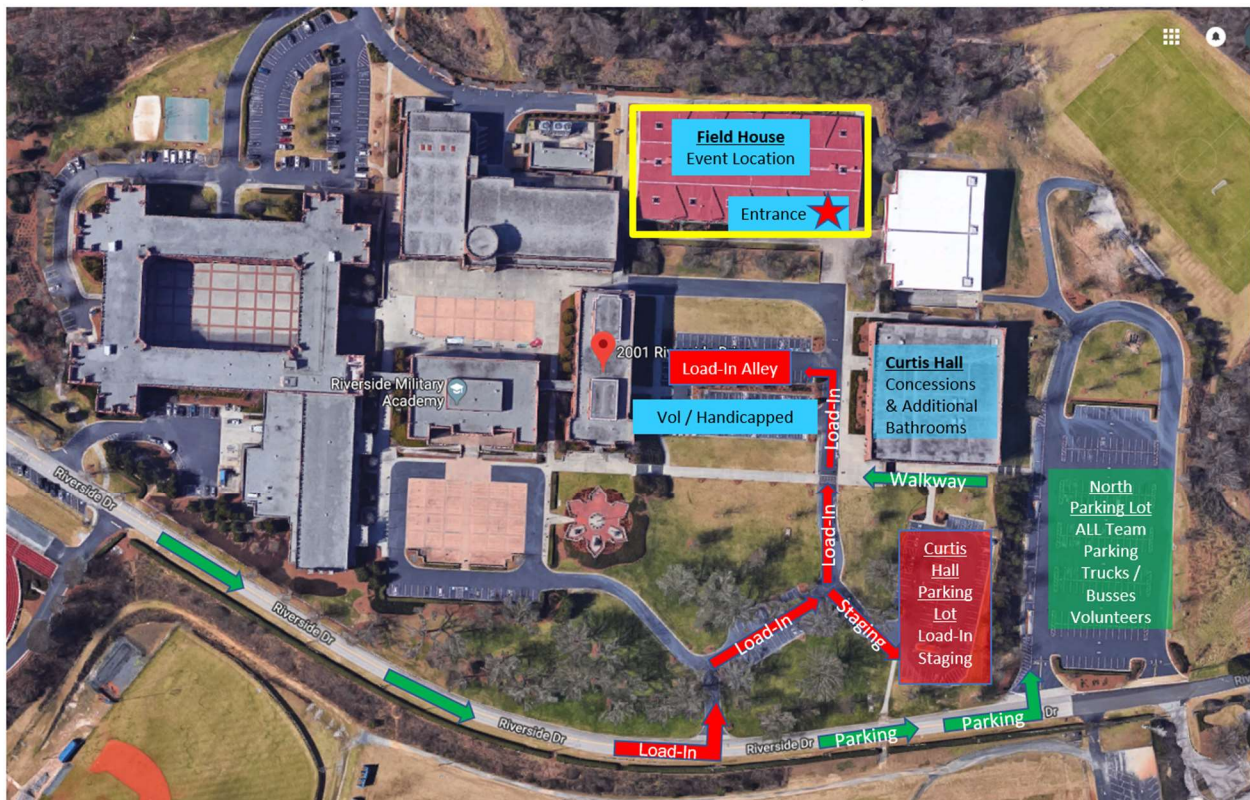 Field House
Event Location
Entrance
2001 Ri
Load-In Alley
Riverside Military
Academy
Vol / Handicapped
Load-In
Curtis Hall
Concessions
& Additional
Bathrooms
Walkway
Riverside Dr
North
Parking Lot
ALL Team
Parking
Trucks /
Busses
Volunteers
Load-In
Curtis
Hall
Parking
Lot
Load-In
Staging
Riverside Dr
Load-In
Staging
Riverside Dr
Load-In
Riverside Dr
Parking
Parking
Dr
Riv